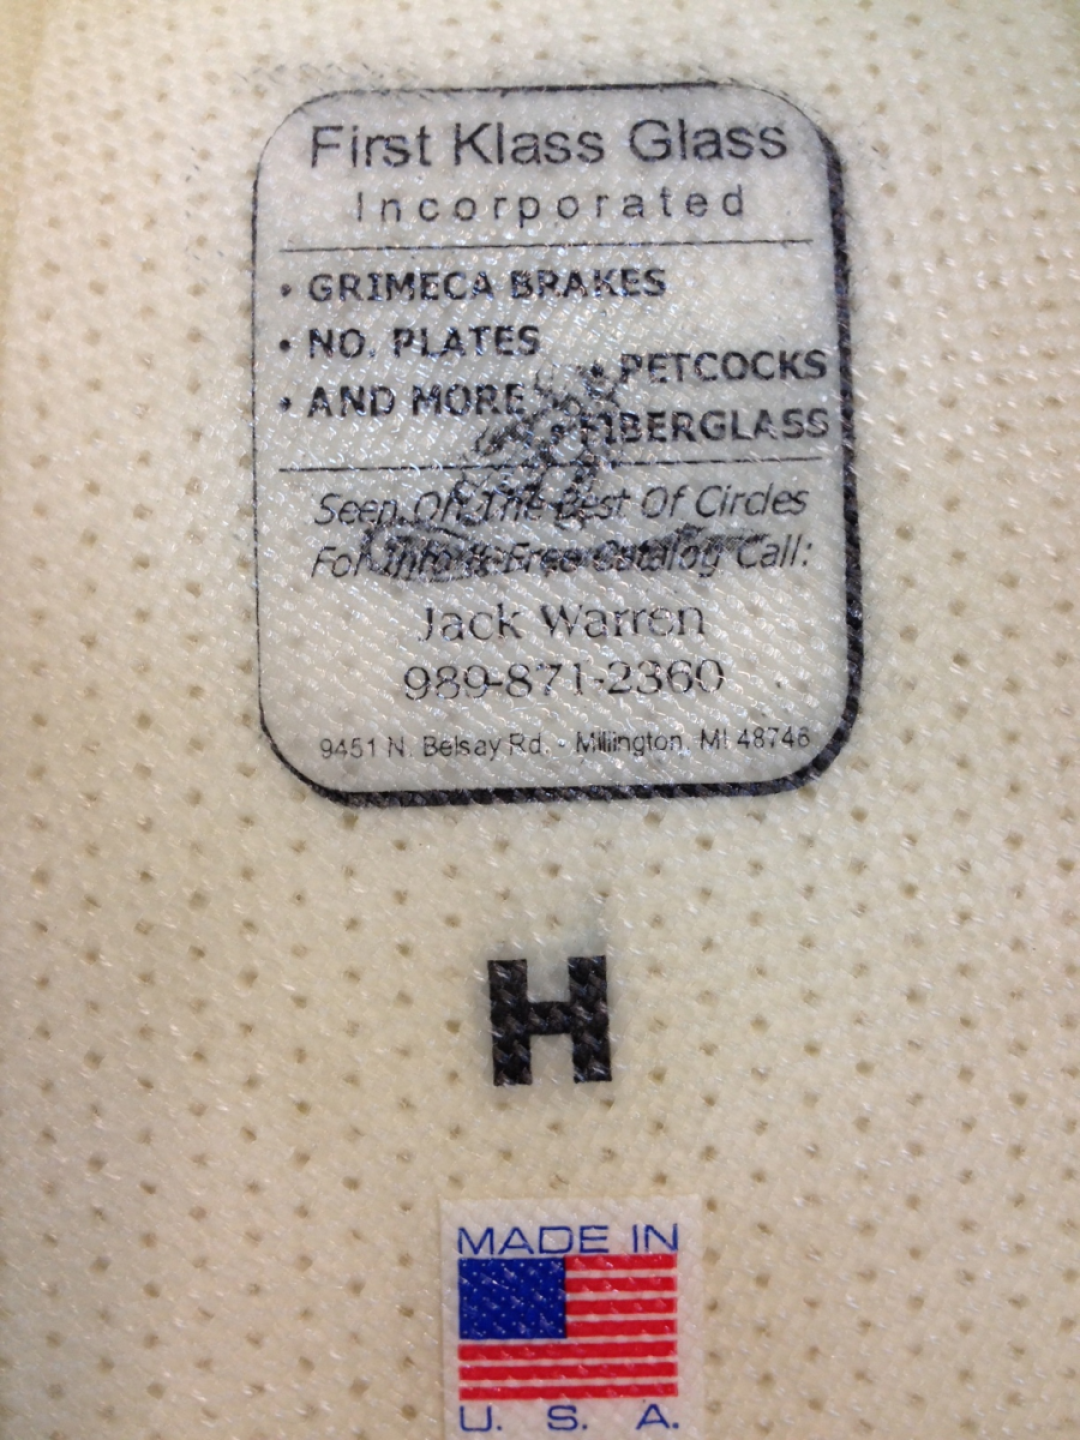 First Klass Glass
Incorporated
• GRIMECA BRAKES
• NO. PLATES
• PETCOCKS
• AND MORE
• FIBERGLASS
Seen On The Best Of Circles
For Info & Free Catalog Call:
Jack Warren
989-871-2360
9451 N. Belsay Rd. - Millington, MI 48746
H
MADE IN
U. S. A.